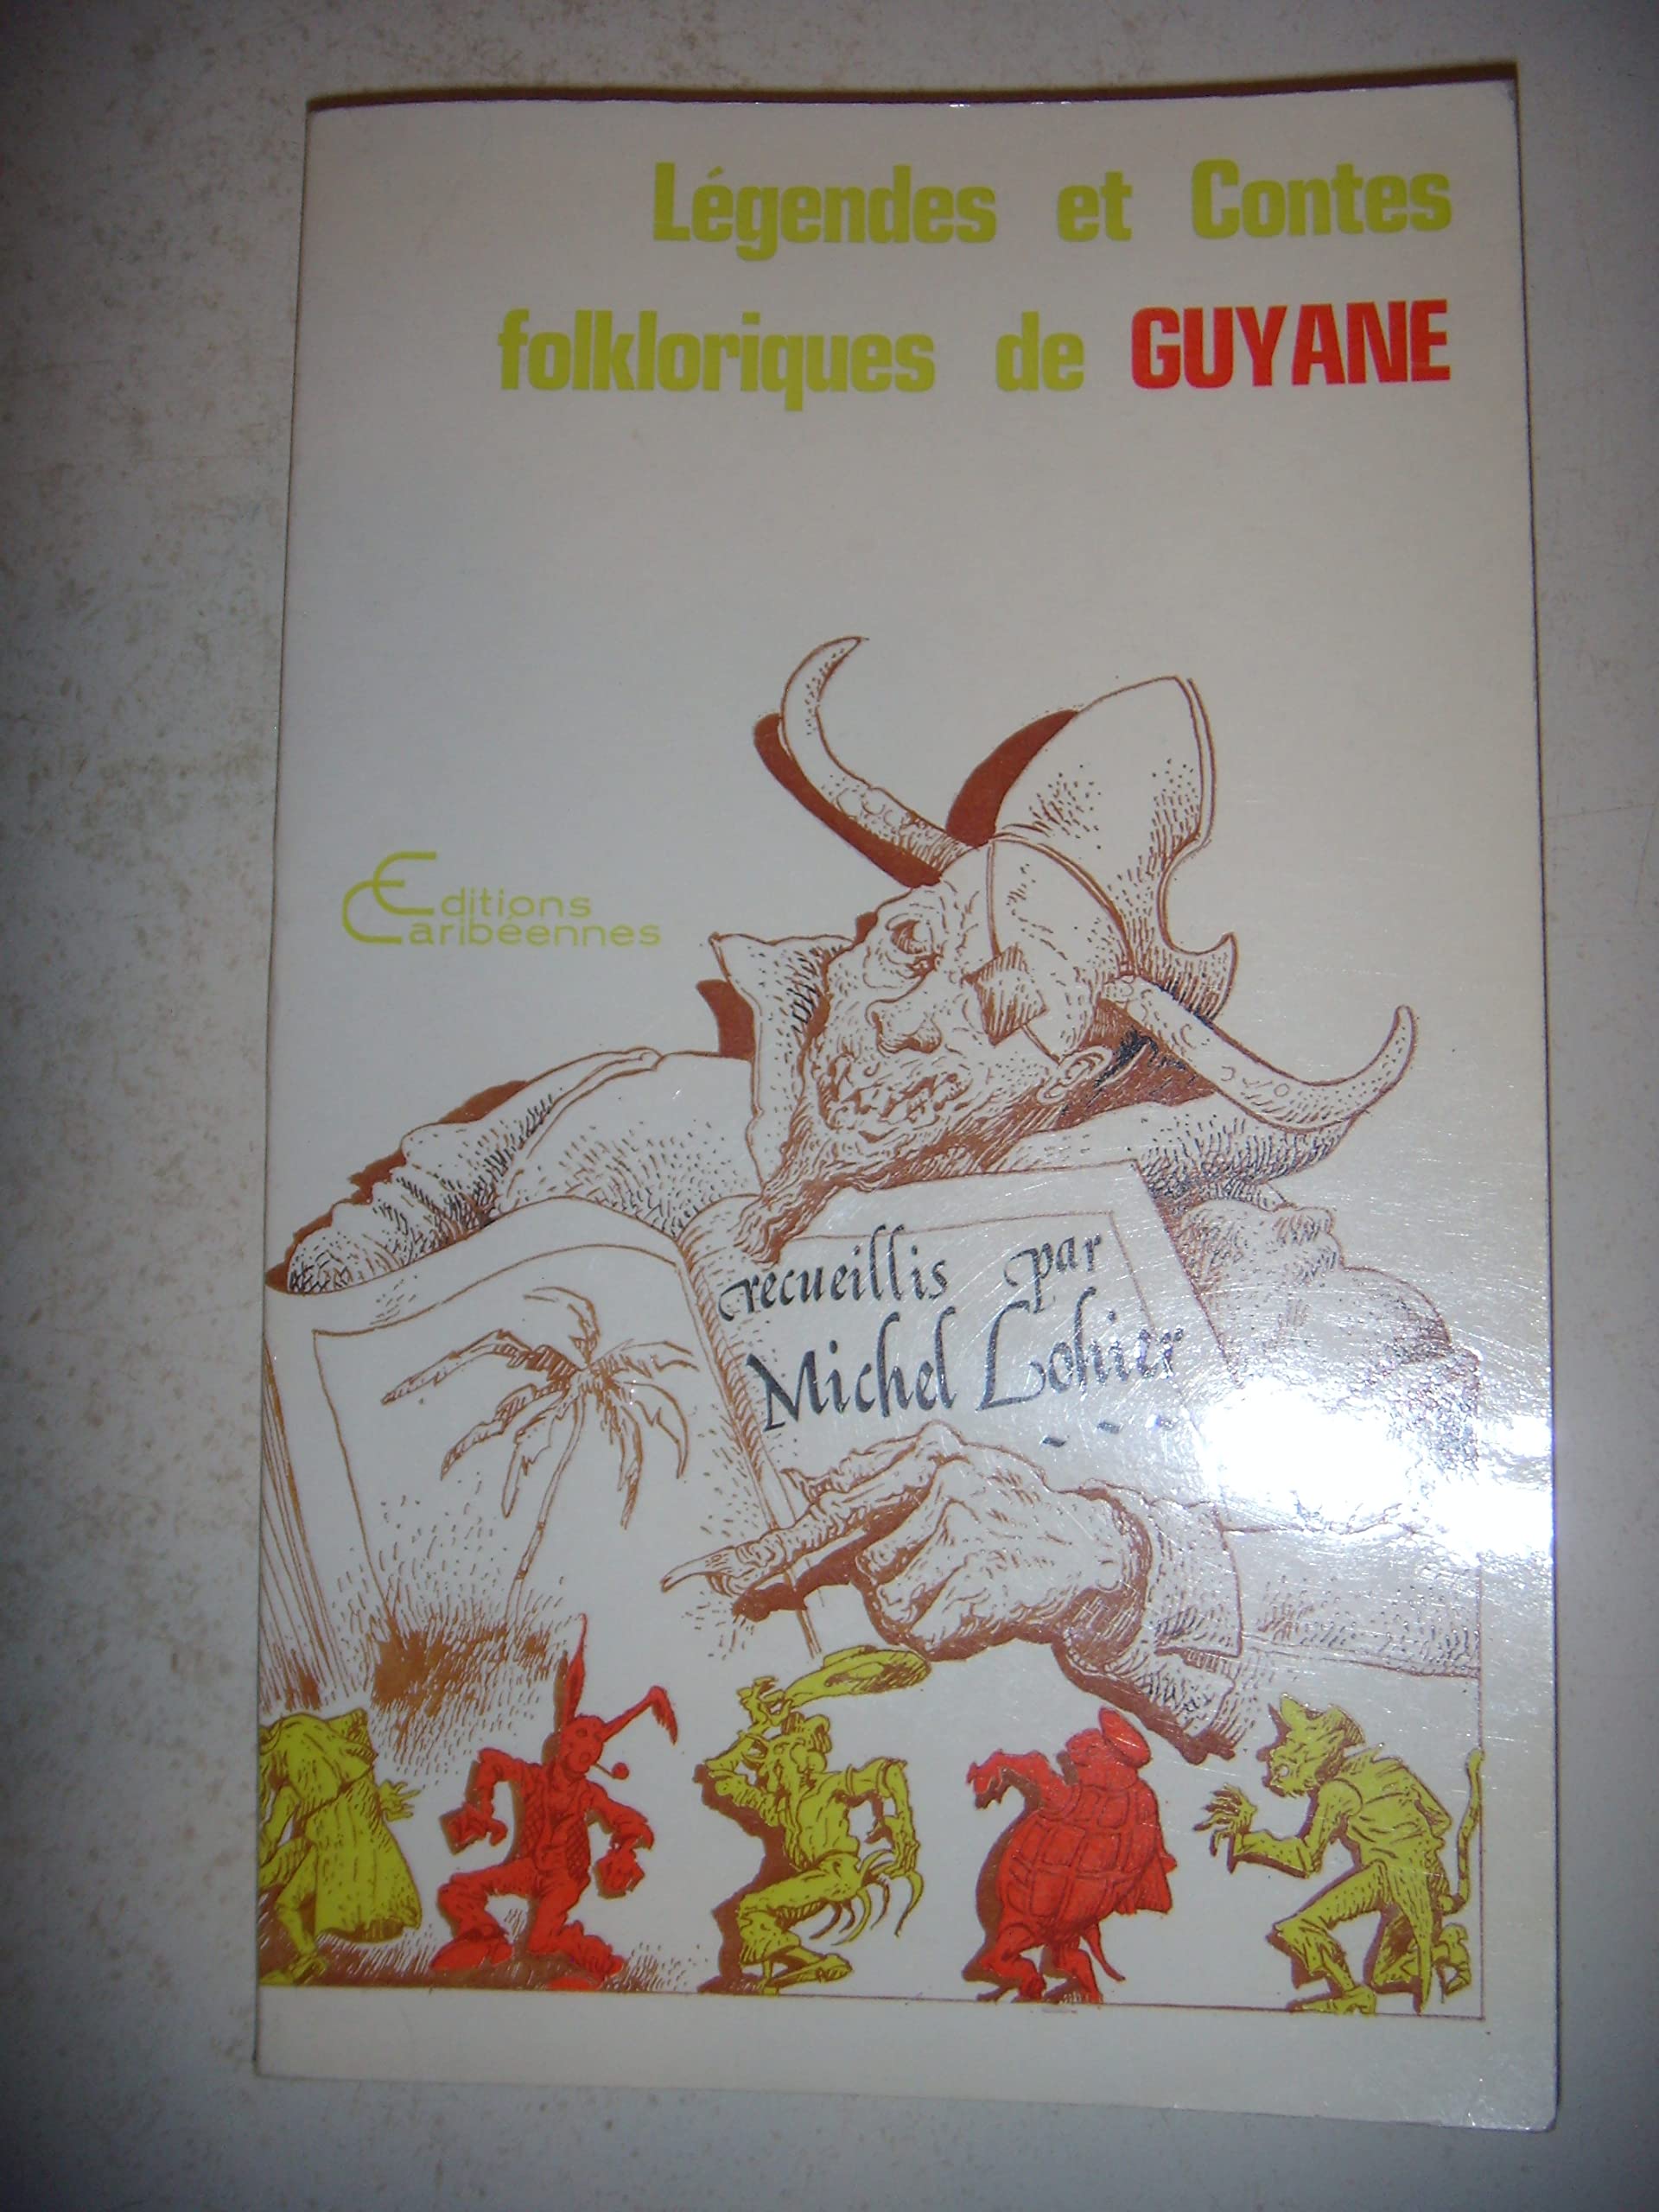 Légendes et Contes
folkloriques de GUYANE
Editions
Caribéennes
recueillis par
Michel Lohier